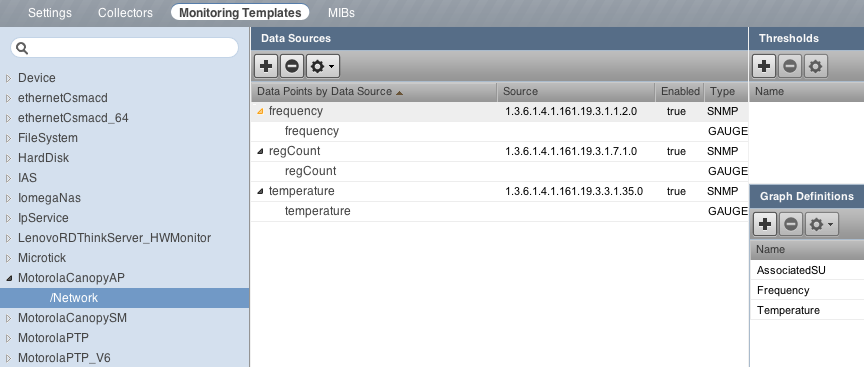 Settings Collectors Monitoring Templates MIBs
Device
ethernetCsmacd
ethernetCsmacd_64
FileSystem
HardDisk
IAS
IomegaNas
IpService
LenovoRDThinkServer_HWMonitor
Microtick
MotorolaCanopyAP
/Network
MotorolaCanopySM
MotorolaPTP
MotorolaPTP_V6
Data Sources
Data Points by Data Source Source Enabled Type
frequency 1.3.6.1.4.1.161.19.3.1.1.2.0 true SNMP
frequency GAUGE
regCount 1.3.6.1.4.1.161.19.3.1.7.1.0 true SNMP
regCount GAUGE
temperature 1.3.6.1.4.1.161.19.3.3.1.35.0 true SNMP
temperature GAUGE
Thresholds
Name
Graph Definitions
Name
AssociatedSU
Frequency
Temperature